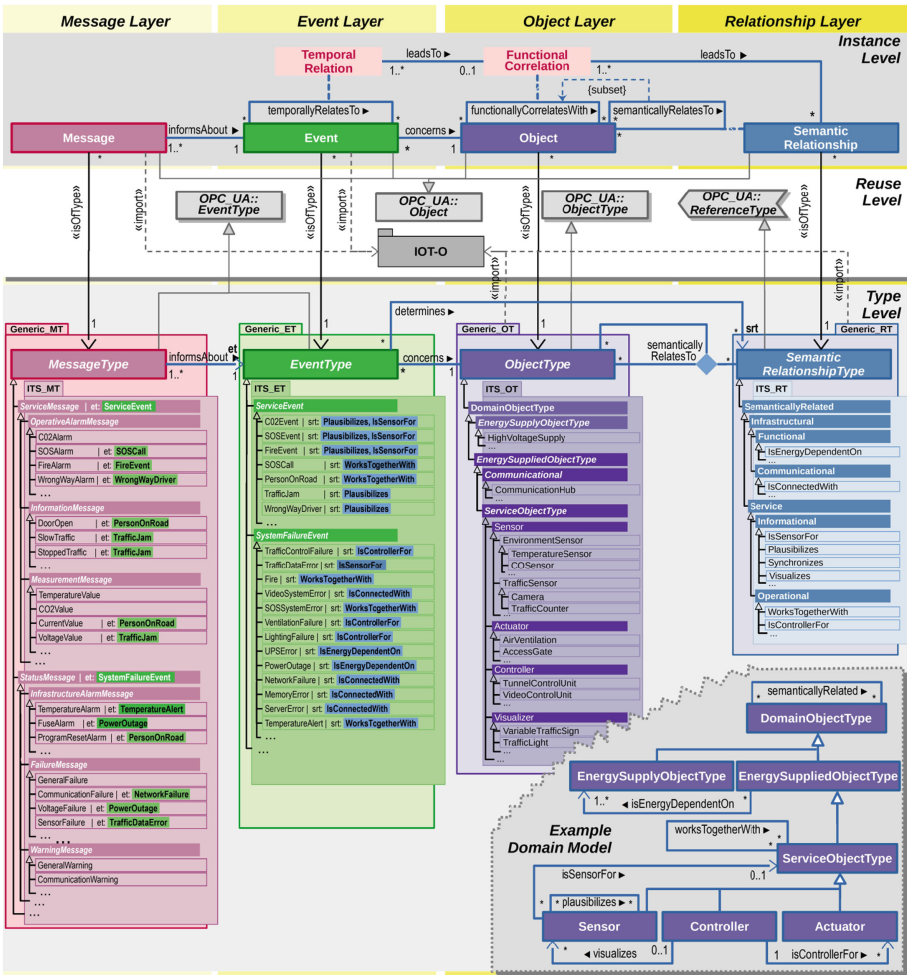 Message Layer
Event Layer
Object Layer
Relationship Layer
Instance
Level
Temporal
Relation
leadsTo ▶
1..*
0..1
Functional
Correlation
1..*
leadsTo ▶
{subset}
temporallyRelatesTo ▶
functionallyCorrelatesWith ▶
semanticallyRelatesTo ▶
Message
informsAbout ▶
1..*
1
Event
concerns ▶
*
1
Object
*
*
Semantic
Relationship
Reuse
Level
«isOfType»
«import»
OPC_UA::
EventType
«isOfType»
«import»
OPC_UA::
Object
«isOfType»
OPC_UA::
ObjectType
OPC_UA::
ReferenceType
«isOfType»
«import»
IOT-O
«import»
Type
Level
determines ▶
Generic_MT
Generic_ET
Generic_OT
Generic_RT
MessageType
informsAbout ▶
et
1..*
1
EventType
concerns ▶
*
1
ObjectType
semantically
RelatesTo ▶
srt
Semantic
RelationshipType
ITS_MT
ServiceMessage | et: ServiceEvent
OperativeAlarmMessage
C02Alarm
SOSAlarm | et: SOSCall
FireAlarm | et: FireEvent
WrongWayAlarm | et: WrongWayDriver
...
InformationMessage
DoorOpen | et: PersonOnRoad
SlowTraffic | et: TrafficJam
StoppedTraffic | et: TrafficJam
...
MeasurementMessage
TemperatureValue
CO2Value
CurrentValue | et: PersonOnRoad
VoltageValue | et: TrafficJam
...
...
StatusMessage | et: SystemFailureEvent
InfrastructureAlarmMessage
TemperatureAlarm | et: TemperatureAlert
FuseAlarm | et: PowerOutage
ProgramResetAlarm | et: PersonOnRoad
...
FailureMessage
GeneralFailure
CommunicationFailure | et: NetworkFailure
VoltageFailure | et: PowerOutage
SensorFailure | et: TrafficDataError
...
WarningMessage
GeneralWarning
CommunicationWarning
...
...
...
ITS_ET
ServiceEvent
C02Event | srt: Plausibilizes, IsSensorFor
SOSEvent | srt: Plausibilizes, IsSensorFor
FireEvent | srt: Plausibilizes, IsSensorFor
SOSCall | srt: WorksTogetherWith
PersonOnRoad | srt: WorksTogetherWith
TrafficJam | srt: Plausibilizes
WrongWayDriver | srt: Plausibilizes
...
SystemFailureEvent
TrafficControlFailure | srt: IsControllerFor
TrafficDataError | srt: IsSensorFor
Fire | srt: WorksTogetherWith
VideoSystemError | srt: IsConnectedWith
SOSSystemError | srt: WorksTogetherWith
VentilationFailure | srt: IsControllerFor
LightingFailure | srt: IsControllerFor
UPSError | srt: IsEnergyDependentOn
PowerOutage | srt: IsEnergyDependentOn
NetworkFailure | srt: IsConnectedWith
MemoryError | srt: IsConnectedWith
ServerError | srt: IsConnectedWith
TemperatureAlert | srt: WorksTogetherWith
...
...
ITS_OT
DomainObjectType
EnergySupplyObjectType
HighVoltageSupply
...
EnergySuppliedObjectType
Communicational
CommunicationHub
...
ServiceObjectType
Sensor
EnvironmentSensor
TemperatureSensor
COSensor
...
TrafficSensor
Camera
TrafficCounter
...
Actuator
AirVentilation
AccessGate
...
Controller
TunnelControlUnit
VideoControlUnit
...
Visualizer
VariableTrafficSign
TrafficLight
...
...
ITS_RT
SemanticallyRelated
Infrastructural
Functional
IsEnergyDependentOn
...
Communicational
IsConnectedWith
...
Service
Informational
IsSensorFor
Plausibilizes
Synchronizes
Visualizes
...
Operational
WorksTogetherWith
IsControllerFor
...
semanticallyRelated ▶
*
*
DomainObjectType
EnergySupplyObjectType
EnergySuppliedObjectType
1..*
◀ isEnergyDependentOn
*
Example
Domain Model
worksTogetherWith ▶
*
*
ServiceObjectType
isSensorFor ▶
0..1
* plausibilizes ▶ *
Sensor
Controller
Actuator
*
◀ visualizes
0..1
1
isControllerFor ▶
*